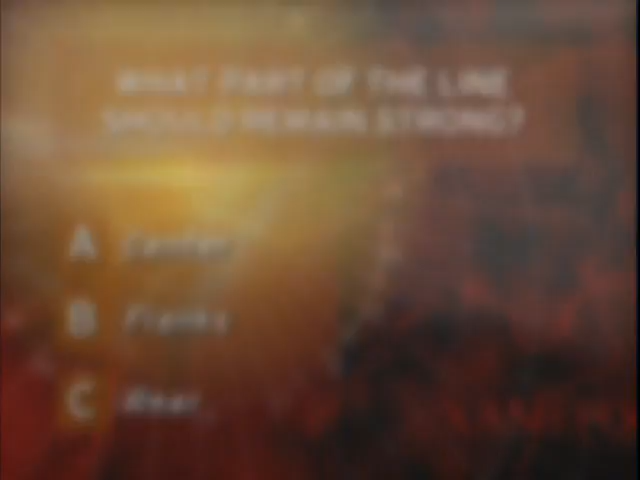 WHAT PART OF THE LINE
SHOULD REMAIN STRONG?
A Center
B Flanks
C Rear